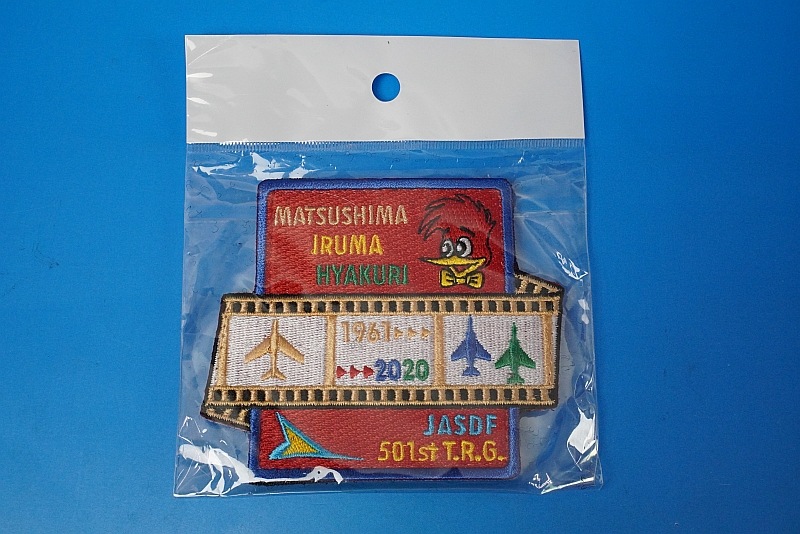 MATSUSHIMA
IRUMA
HYAKURI
1961
2020
JASDF
501st T.R.G.